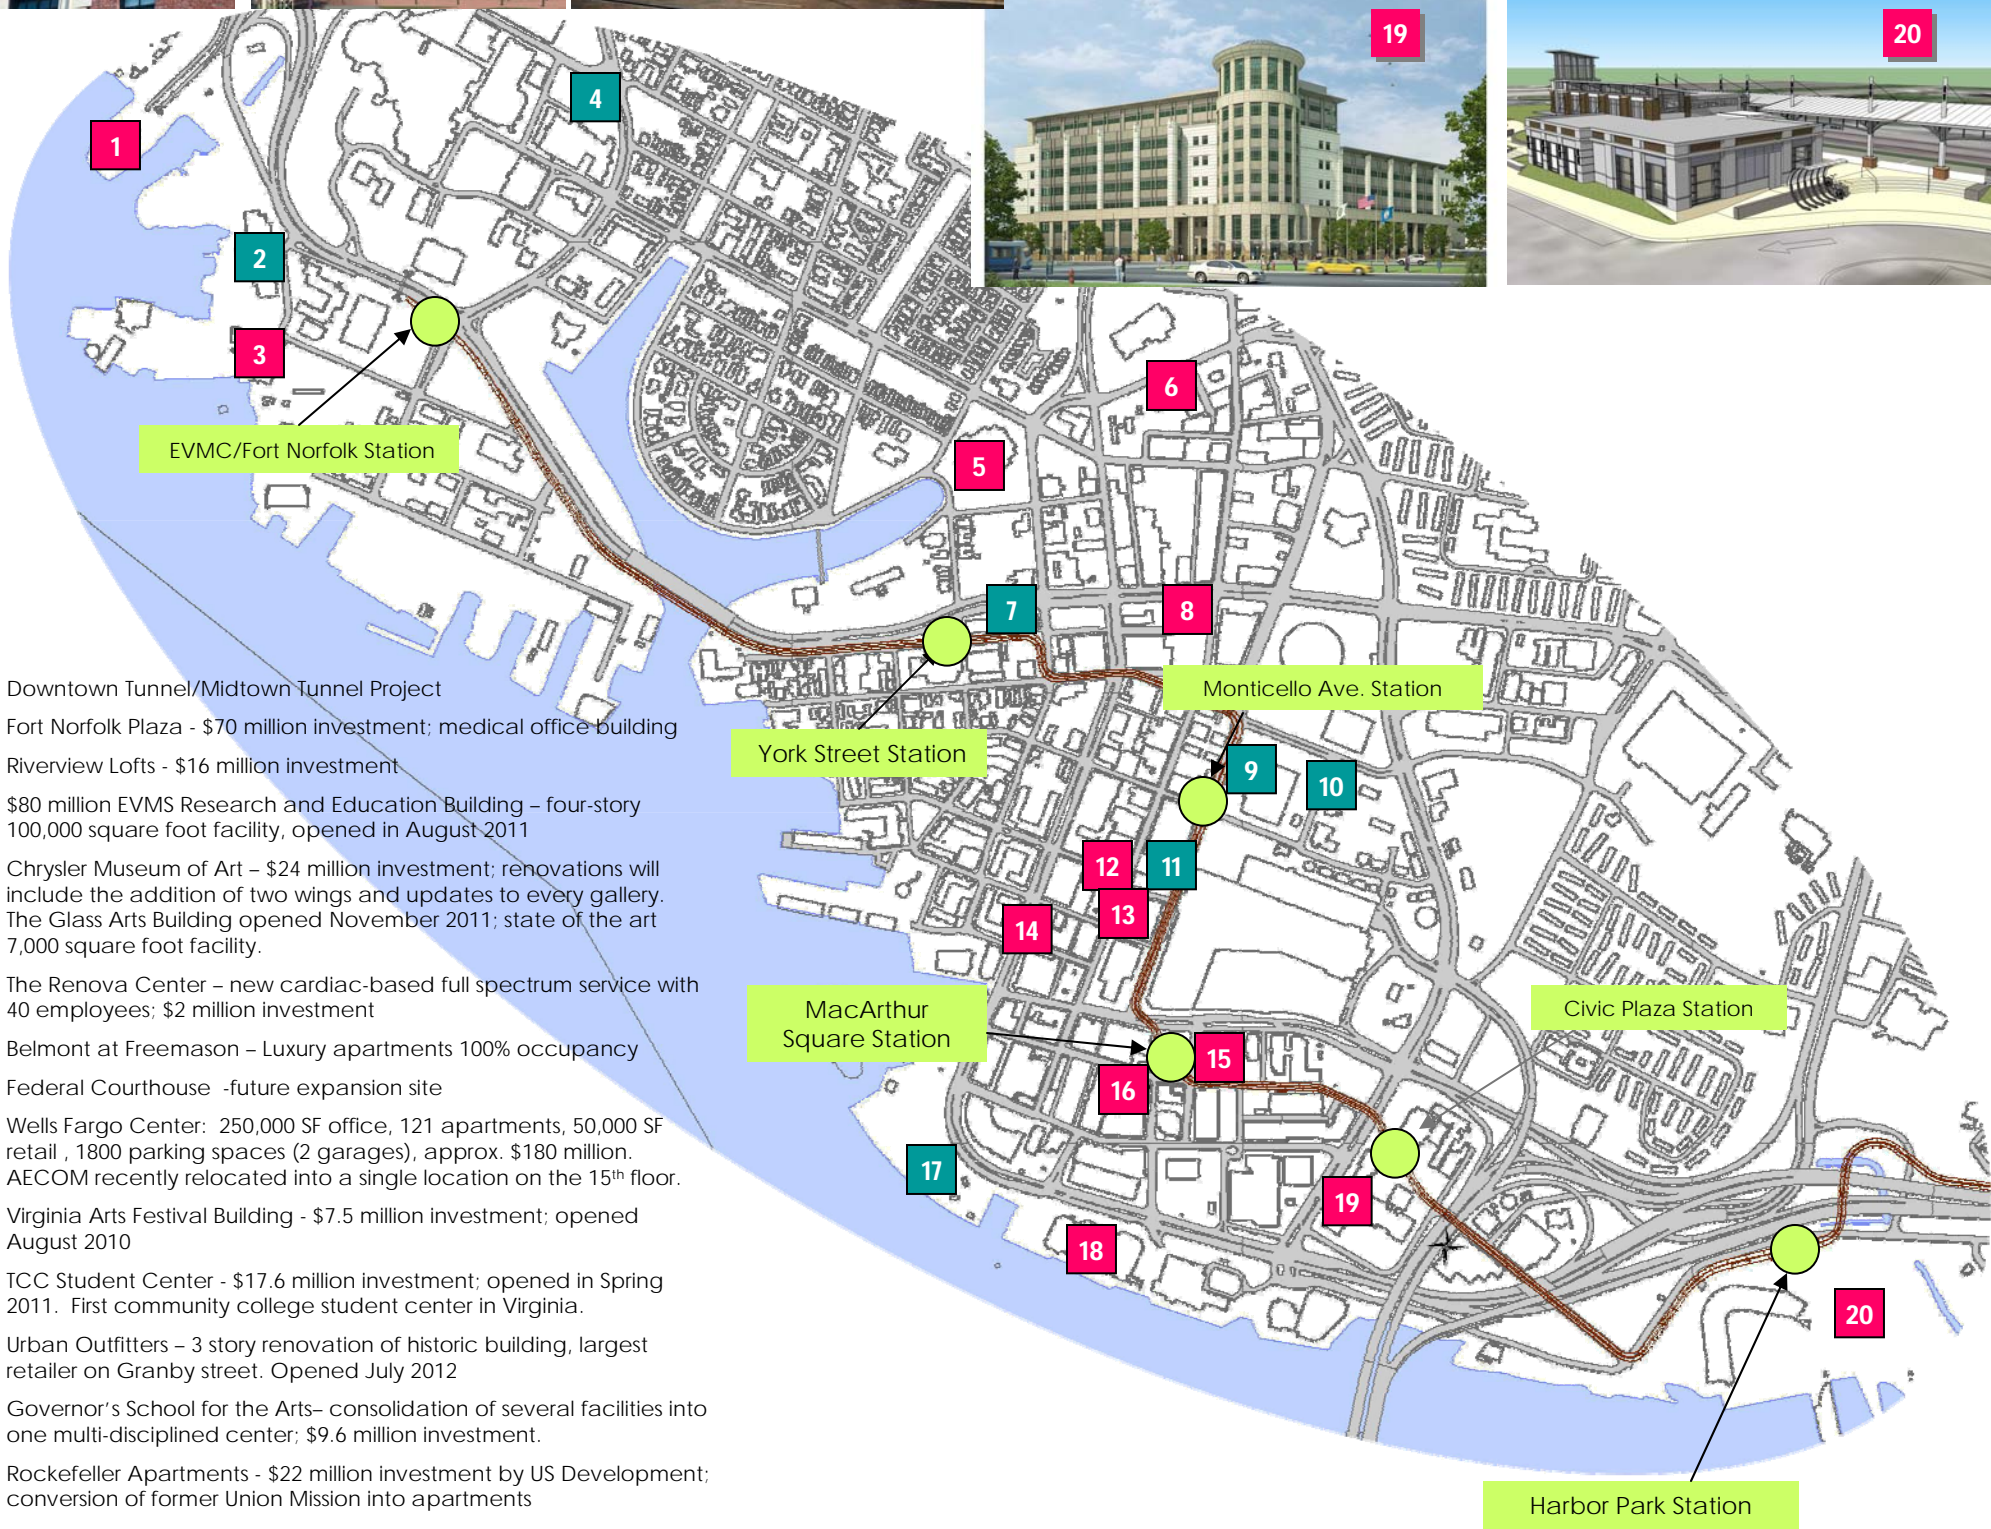 19
20
1
4
2
3
EVMC/Fort Norfolk Station
6
5
7
8
Downtown Tunnel/Midtown Tunnel Project
Fort Norfolk Plaza - $70 million investment; medical office building
Riverview Lofts - $16 million investment
$80 million EVMS Research and Education Building – four-story
100,000 square foot facility, opened in August 2011
Chrysler Museum of Art – $24 million investment; renovations will
include the addition of two wings and updates to every gallery.
The Glass Arts Building opened November 2011; state of the art
7,000 square foot facility.
The Renova Center – new cardiac-based full spectrum service with
40 employees; $2 million investment
Belmont at Freemason – Luxury apartments 100% occupancy
Federal Courthouse -future expansion site
Wells Fargo Center: 250,000 SF office, 121 apartments, 50,000 SF
retail , 1800 parking spaces (2 garages), approx. $180 million.
AECOM recently relocated into a single location on the 15th floor.
Virginia Arts Festival Building - $7.5 million investment; opened
August 2010
TCC Student Center - $17.6 million investment; opened in Spring
2011. First community college student center in Virginia.
Urban Outfitters – 3 story renovation of historic building, largest
retailer on Granby street. Opened July 2012
Governor's School for the Arts– consolidation of several facilities into
one multi-disciplined center; $9.6 million investment.
Rockefeller Apartments - $22 million investment by US Development;
conversion of former Union Mission into apartments
Monticello Ave. Station
York Street Station
9
10
12
11
13
14
MacArthur
Square Station
Civic Plaza Station
15
16
17
19
18
20
Harbor Park Station